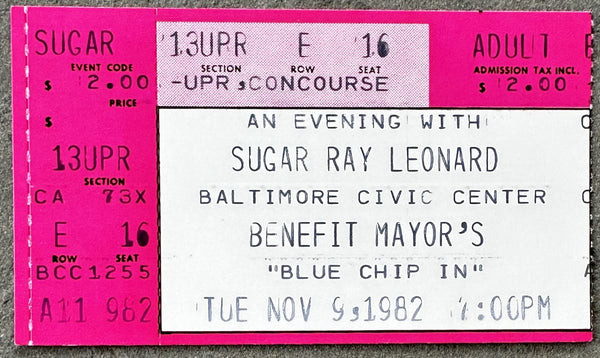 SUGAR
EVENT CODE
$ 2.00
PRICE
$
13UPR
SECTION
CA 73X
E 16
ROW SEAT
BCC1255
A11 982
13UPR E 16
SECTION ROW SEAT
-UPR,CONCOURSE
ADULT
ADMISSION TAX INCL.
$ 2.00
AN EVENING WITH
SUGAR RAY LEONARD
BALTIMORE CIVIC CENTER
BENEFIT MAYOR'S
"BLUE CHIP IN"
TUE NOV 9,1982 7:00PM